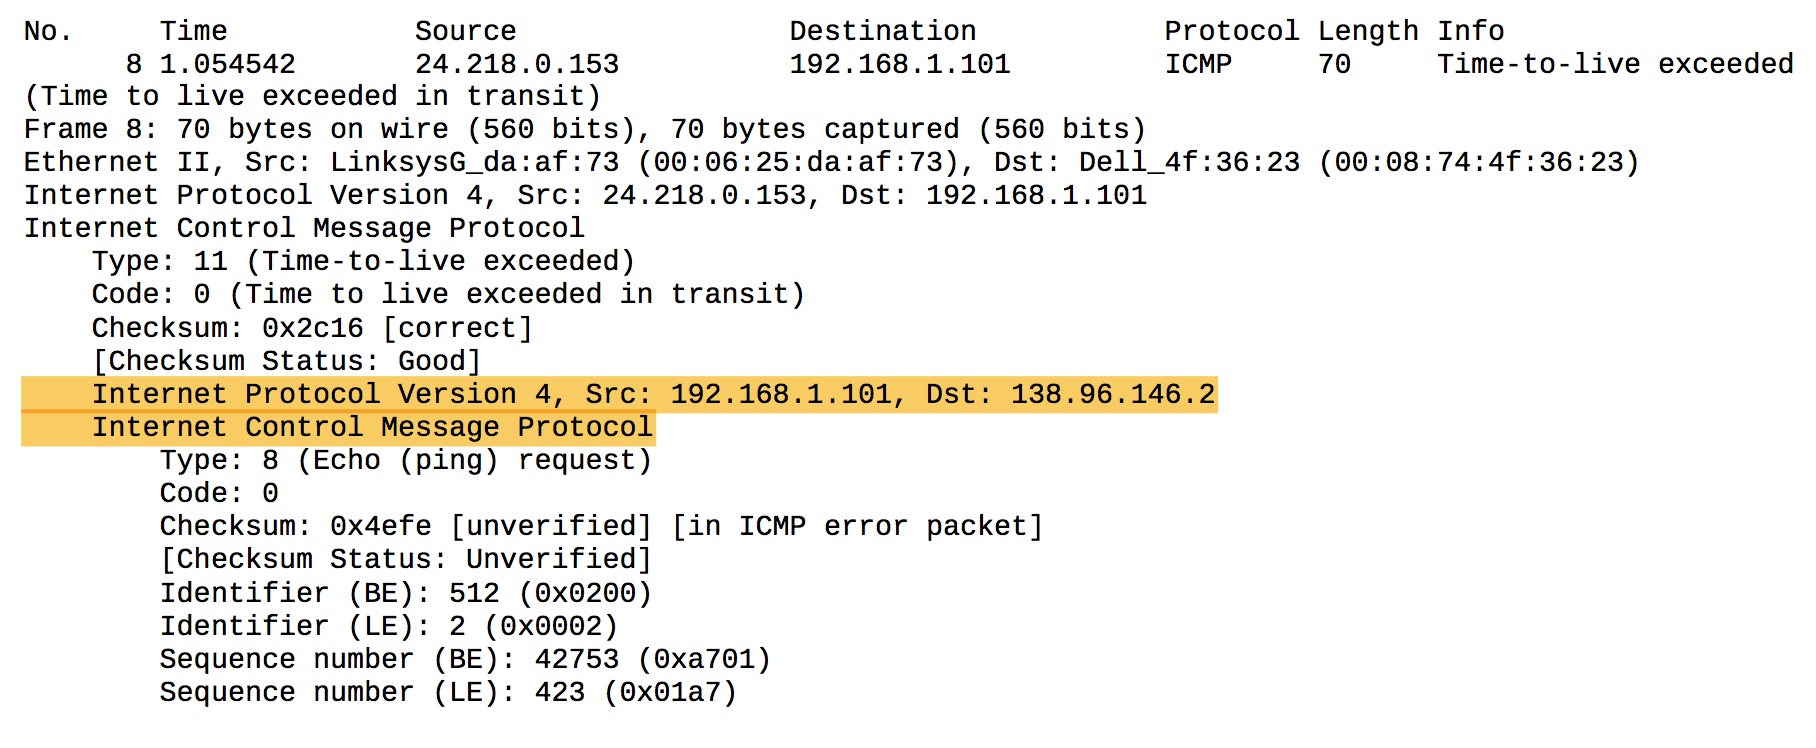 No. Time Source Destination Protocol Length Info
8 1.054542 24.218.0.153 192.168.1.101 ICMP 70 Time-to-live exceeded
(Time to live exceeded in transit)
Frame 8: 70 bytes on wire (560 bits), 70 bytes captured (560 bits)
Ethernet II, Src: LinksysG_da:af:73 (00:06:25:da:af:73), Dst: Dell_4f:36:23 (00:08:74:4f:36:23)
Internet Protocol Version 4, Src: 24.218.0.153, Dst: 192.168.1.101
Internet Control Message Protocol
Type: 11 (Time-to-live exceeded)
Code: 0 (Time to live exceeded in transit)
Checksum: 0x2c16 [correct]
[Checksum Status: Good]
Internet Protocol Version 4, Src: 192.168.1.101, Dst: 138.96.146.2
Internet Control Message Protocol
Type: 8 (Echo (ping) request)
Code: 0
Checksum: 0x4efe [unverified] [in ICMP error packet]
[Checksum Status: Unverified]
Identifier (BE): 512 (0x0200)
Identifier (LE): 2 (0x0002)
Sequence number (BE): 42753 (0xa701)
Sequence number (LE): 423 (0x01a7)